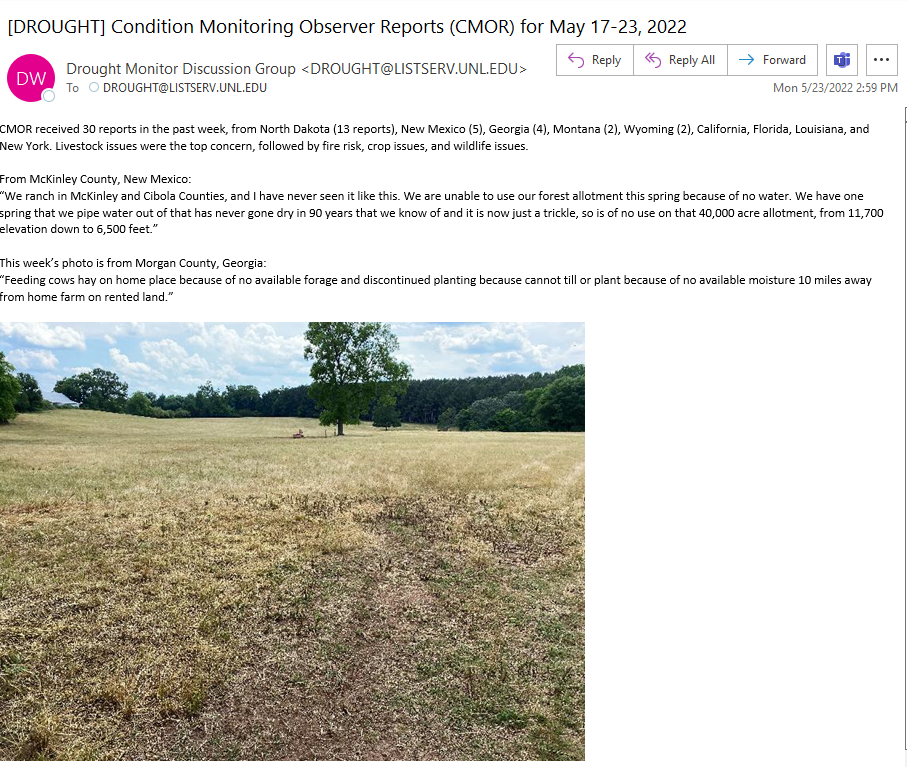 [DROUGHT] Condition Monitoring Observer Reports (CMOR) for May 17-23, 2022
Reply
Reply All
Forward
DW
Drought Monitor Discussion Group <DROUGHT@LISTSERV.UNL.EDU>
To DROUGHT@LISTSERV.UNL.EDU
Mon 5/23/2022 2:59 PM
CMOR received 30 reports in the past week, from North Dakota (13 reports), New Mexico (5), Georgia (4), Montana (2), Wyoming (2), California, Florida, Louisiana, and
New York. Livestock issues were the top concern, followed by fire risk, crop issues, and wildlife issues.
From McKinley County, New Mexico:
“We ranch in McKinley and Cibola Counties, and I have never seen it like this. We are unable to use our forest allotment this spring because of no water. We have one
spring that we pipe water out of that has never gone dry in 90 years that we know of and it is now just a trickle, so is of no use on that 40,000 acre allotment, from 11,700
elevation down to 6,500 feet.”
This week’s photo is from Morgan County, Georgia:
“Feeding cows hay on home place because of no available forage and discontinued planting because cannot till or plant because of no available moisture 10 miles away
from home farm on rented land.”